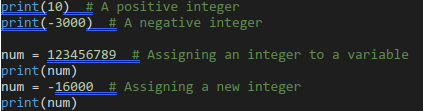 print(10)  # A positive integer
print(-3000)  # A negative integer
num = 123456789  # Assigning an integer to a variable
print(num)
num = -16000  # Assigning a new integer
print(num)